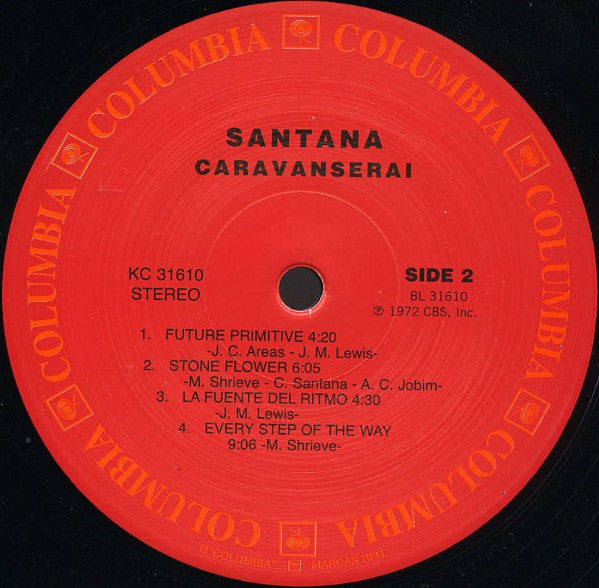 COLUMBIA COLUMBIA COLUMBIA COLUMBIA COLUMBIA COLUMBIA
SANTANA
CARAVANSERAI
KC 31610
STEREO
SIDE 2
BL 31610
℗ 1972 CBS, Inc.
1. FUTURE PRIMITIVE 4:20
-J. C. Areas - J. M. Lewis-
2. STONE FLOWER 6:05
-M. Shrieve - C. Santana - A. C. Jobim-
3. LA FUENTE DEL RITMO 4:30
-J. M. Lewis-
4. EVERY STEP OF THE WAY
9:06 -M. Shrieve-
® "COLUMBIA", MARCAS REG.